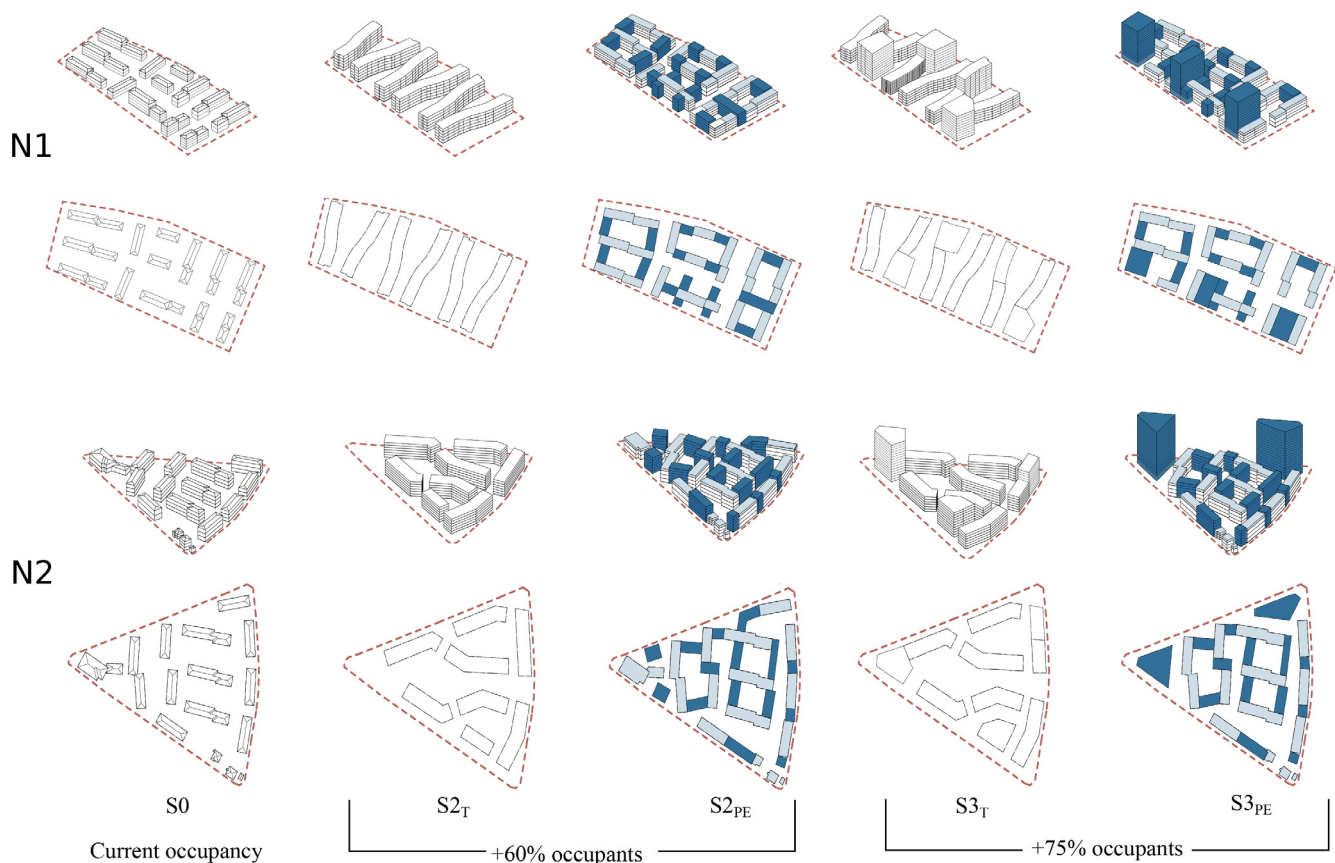 N1
N2
S0 S2T S2PE S3T S3PE
Current occupancy +60% occupants +75% occupants